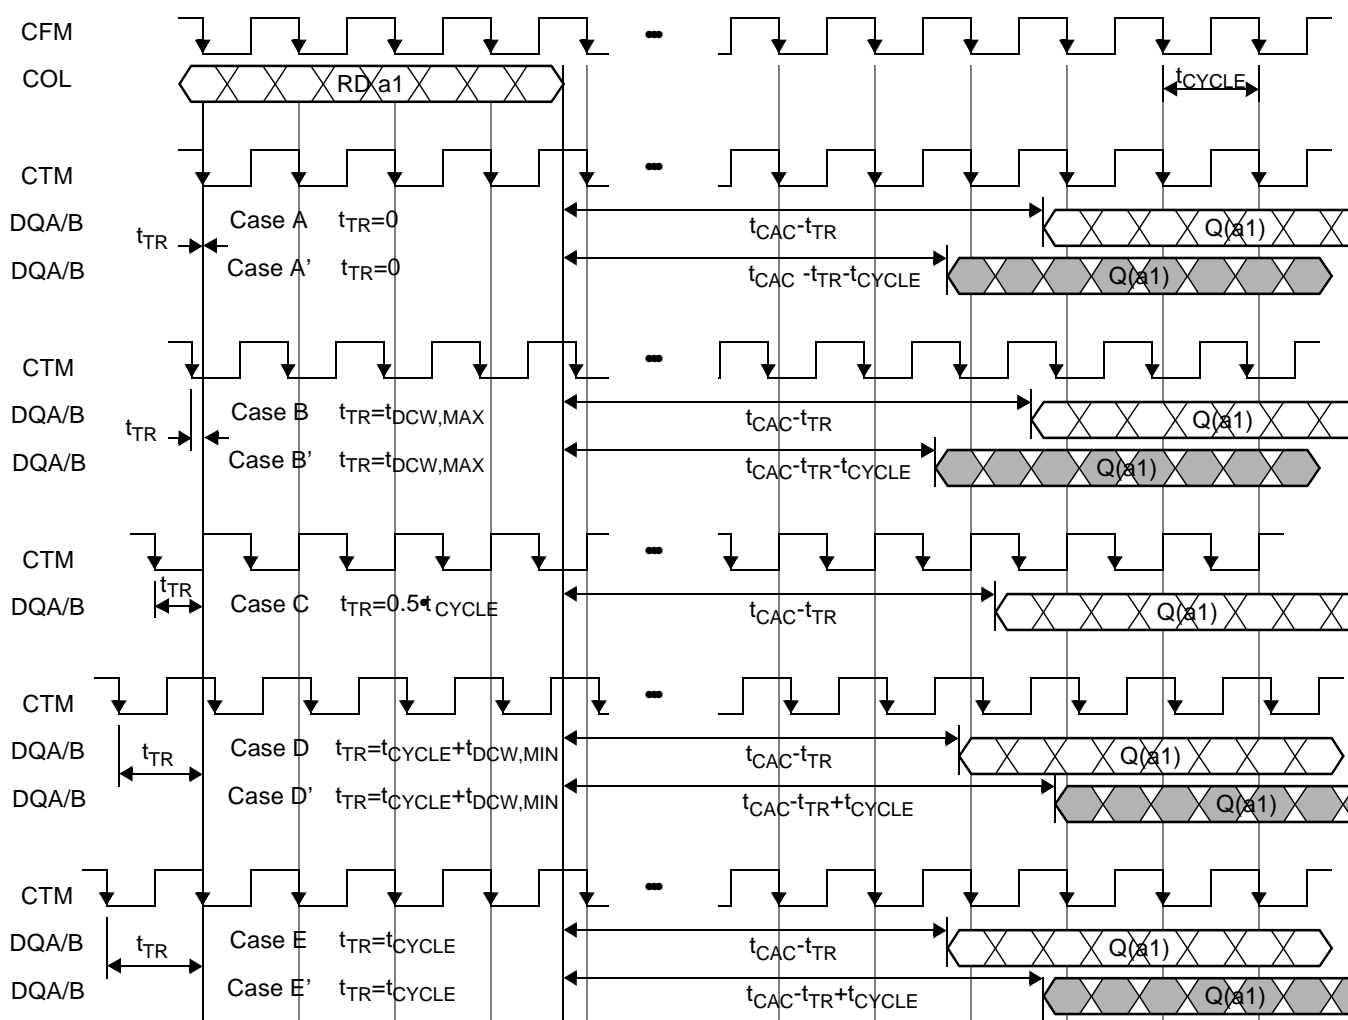 CFM
COL RD a1 tCYCLE
CTM
DQA/B Case A tTR=0 tCAC-tTR Q(a1)
tTR
DQA/B Case A’ tTR=0 tCAC -tTR-tCYCLE Q(a1)
CTM
DQA/B Case B tTR=tDCW,MAX tCAC-tTR Q(a1)
tTR
DQA/B Case B’ tTR=tDCW,MAX tCAC-tTR-tCYCLE Q(a1)
CTM
tTR
DQA/B Case C tTR=0.5•tCYCLE tCAC-tTR Q(a1)
CTM
DQA/B Case D tTR=tCYCLE+tDCW,MIN tCAC-tTR Q(a1)
tTR
DQA/B Case D’ tTR=tCYCLE+tDCW,MIN tCAC-tTR+tCYCLE Q(a1)
CTM
DQA/B Case E tTR=tCYCLE tCAC-tTR Q(a1)
tTR
DQA/B Case E’ tTR=tCYCLE tCAC-tTR+tCYCLE Q(a1)